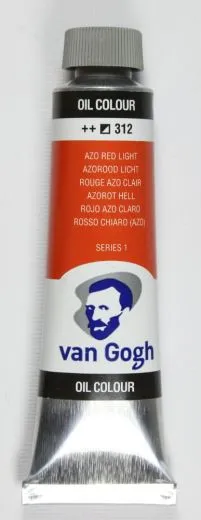 OIL COLOUR
++ 312
AZO RED LIGHT
AZOROOD LICHT
ROUGE AZO CLAIR
AZOROT HELL
ROJO AZO CLARO
ROSSO CHIARO (AZO)
SERIES 1
van Gogh
OIL COLOUR